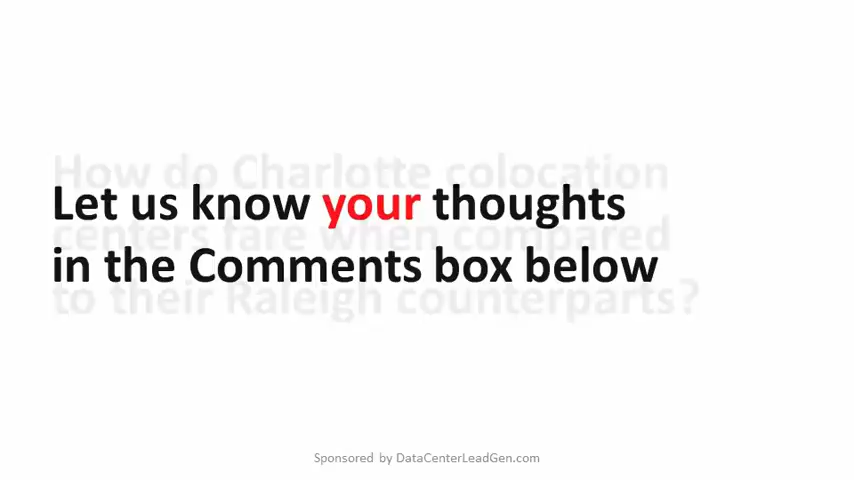 How do Charlotte colocation
Let us know your thoughts
centers fare when compared
in the Comments box below
to their Raleigh counterparts?
Sponsored by DataCenterLeadGen.com